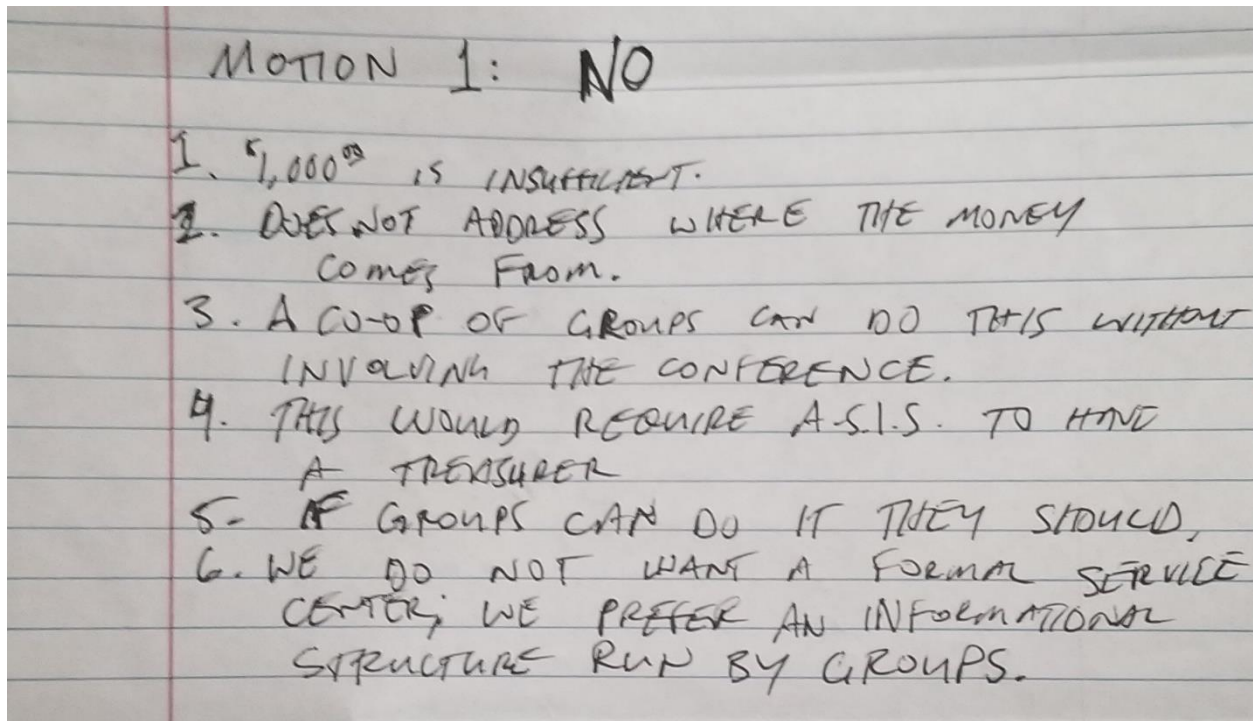 MOTION 1: NO
1. $1,000.00 IS INSUFFICIENT.
2. DOES NOT ADDRESS WHERE THE MONEY
COMES FROM.
3. A CO-OP OF GROUPS CAN DO THIS WITHOUT
INVOLVING THE CONFERENCE.
4. THIS WOULD REQUIRE A.S.I.S. TO HAVE
A TREASURER
5- IF GROUPS CAN DO IT THEY SHOULD.
6. WE DO NOT WANT A FORMAL SERVICE
CENTER; WE PREFER AN INFORMATIONAL
STRUCTURE RUN BY GROUPS.